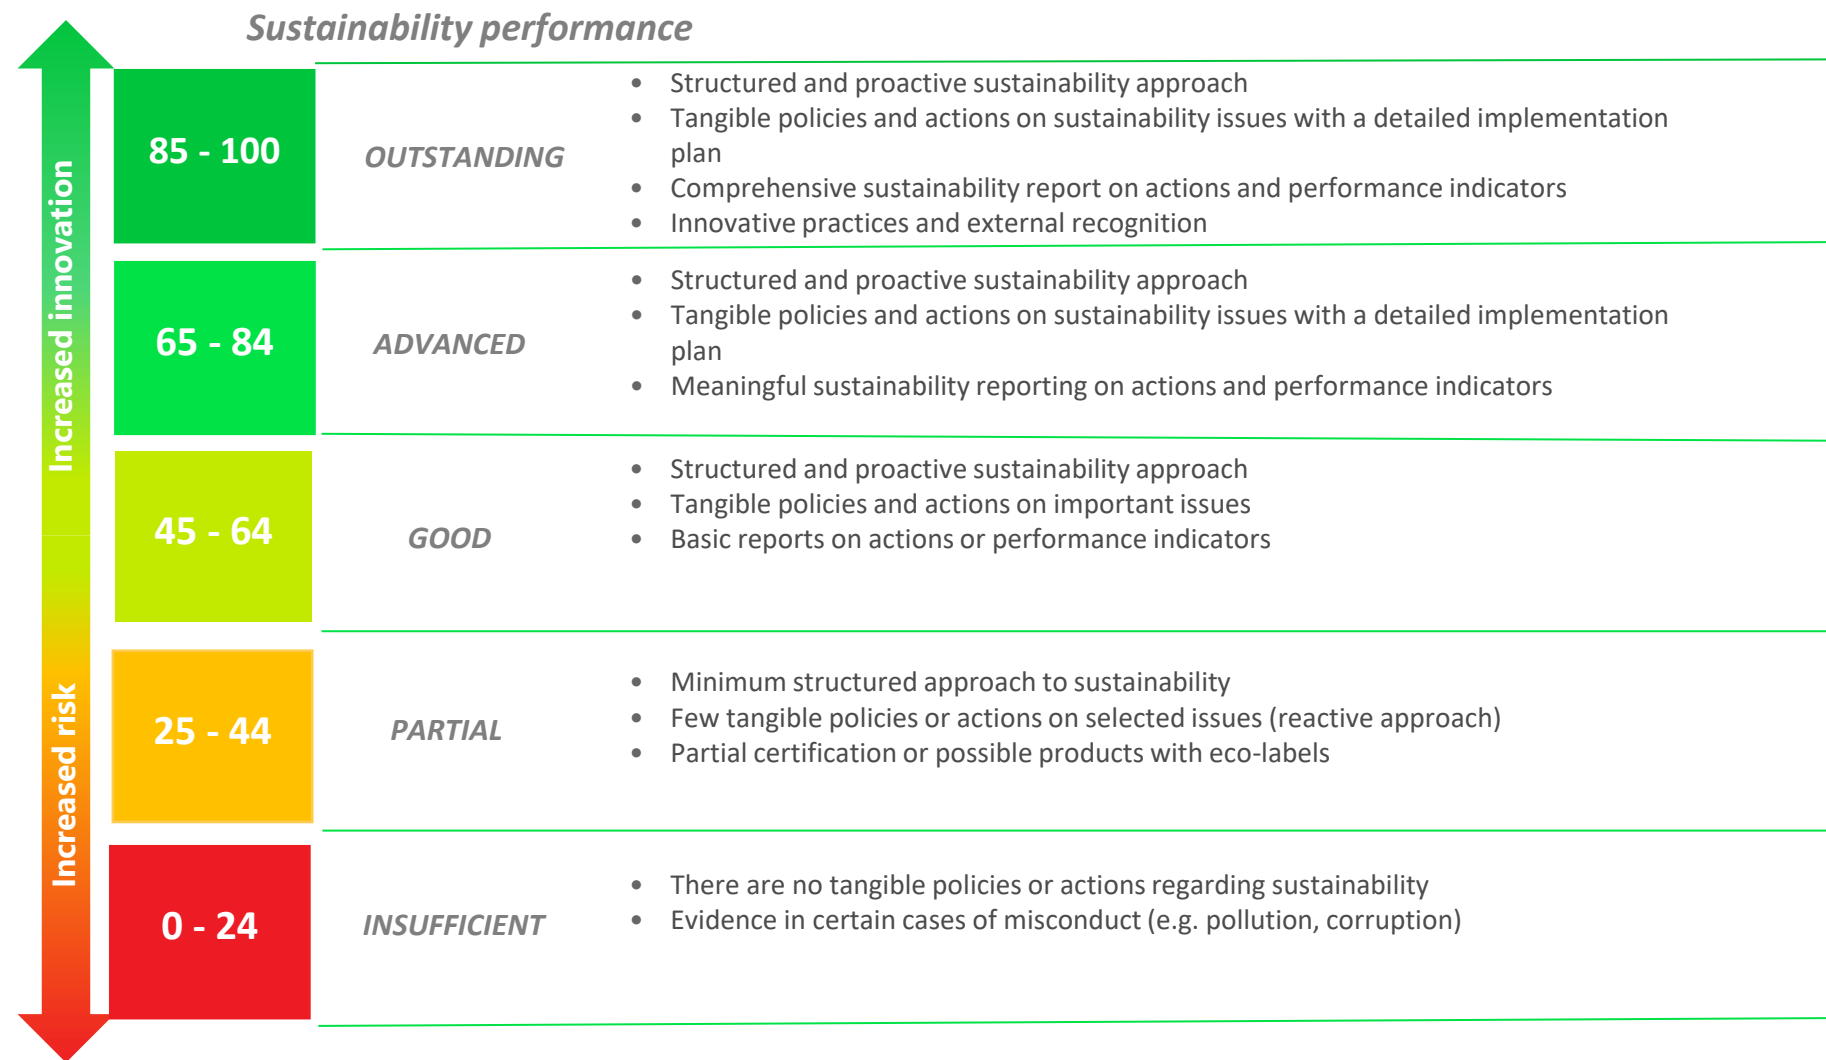 Sustainability performance
Increased innovation
Increased risk
85 - 100
OUTSTANDING
• Structured and proactive sustainability approach
• Tangible policies and actions on sustainability issues with a detailed implementation
plan
• Comprehensive sustainability report on actions and performance indicators
• Innovative practices and external recognition
65 - 84
ADVANCED
• Structured and proactive sustainability approach
• Tangible policies and actions on sustainability issues with a detailed implementation
plan
• Meaningful sustainability reporting on actions and performance indicators
45 - 64
GOOD
• Structured and proactive sustainability approach
• Tangible policies and actions on important issues
• Basic reports on actions or performance indicators
25 - 44
PARTIAL
• Minimum structured approach to sustainability
• Few tangible policies or actions on selected issues (reactive approach)
• Partial certification or possible products with eco-labels
0 - 24
INSUFFICIENT
• There are no tangible policies or actions regarding sustainability
• Evidence in certain cases of misconduct (e.g. pollution, corruption)